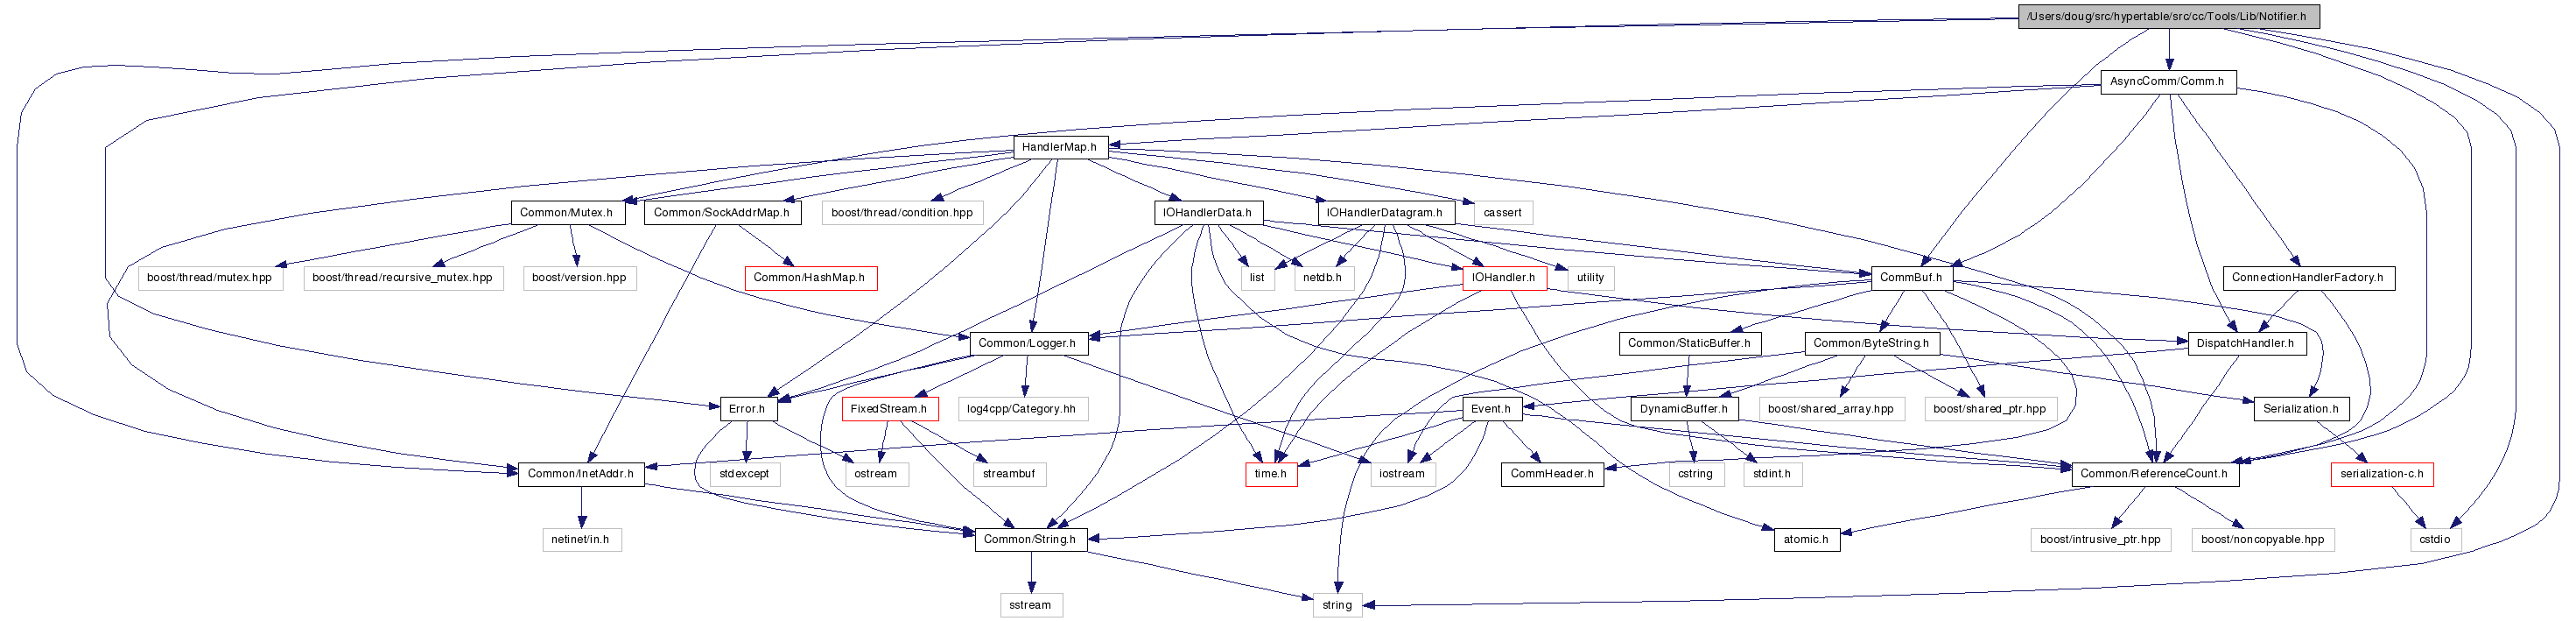 /Users/doug/src/hypertable/src/cc/Tools/Lib/Notifier.h
AsyncComm/Comm.h
HandlerMap.h
Common/Mutex.h
Common/SockAddrMap.h
boost/thread/condition.hpp
IOHandlerData.h
IOHandlerDatagram.h
cassert
boost/thread/mutex.hpp
boost/thread/recursive_mutex.hpp
boost/version.hpp
Common/HashMap.h
list
netdb.h
IOHandler.h
utility
CommBuf.h
ConnectionHandlerFactory.h
Common/Logger.h
Common/StaticBuffer.h
Common/ByteString.h
DispatchHandler.h
Error.h
FixedStream.h
log4cpp/Category.hh
Event.h
DynamicBuffer.h
boost/shared_array.hpp
boost/shared_ptr.hpp
Serialization.h
Common/InetAddr.h
stdexcept
ostream
streambuf
time.h
iostream
CommHeader.h
cstring
stdint.h
Common/ReferenceCount.h
serialization-c.h
netinet/in.h
Common/String.h
atomic.h
boost/intrusive_ptr.hpp
boost/noncopyable.hpp
cstdio
sstream
string